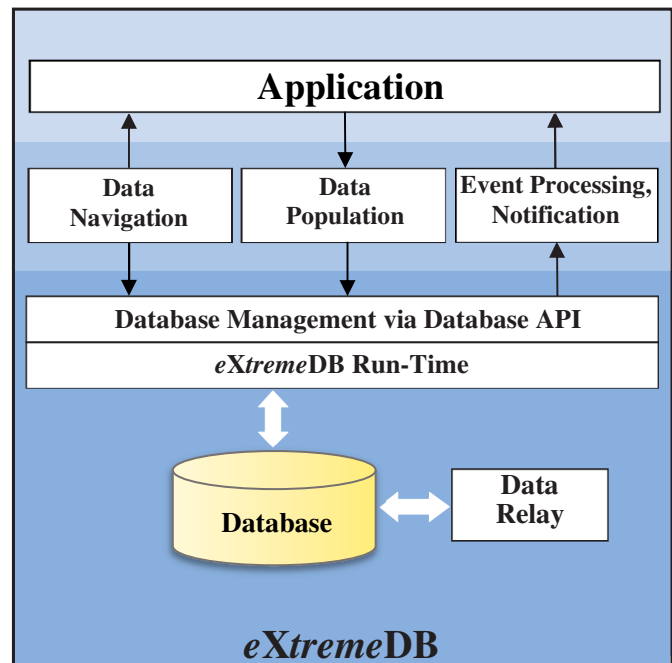 Application
Data
Navigation
Data
Population
Event Processing,
Notification
Database Management via Database API
eXtremeDB Run-Time
Database
Data
Relay
eXtremeDB